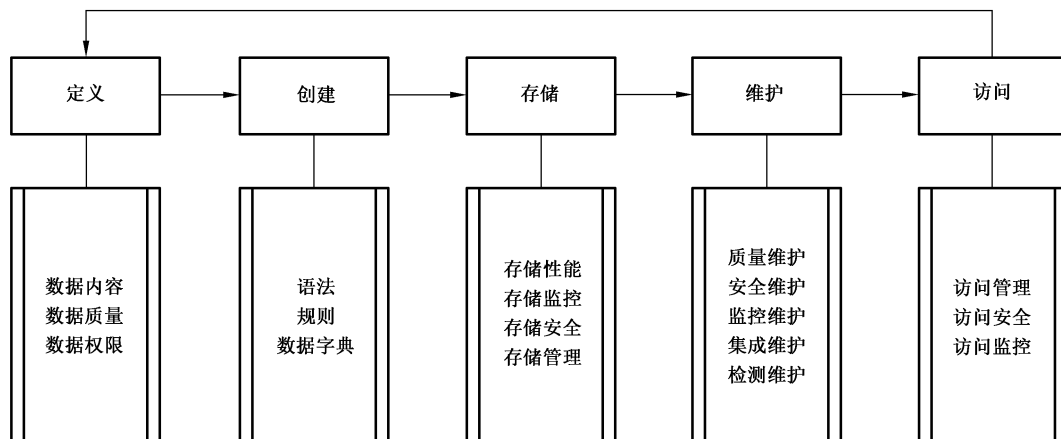 定义
创建
存储
维护
访问
数据内容
数据质量
数据权限
语法
规则
数据字典
存储性能
存储监控
存储安全
存储管理
质量维护
安全维护
监控维护
集成维护
检测维护
访问管理
访问安全
访问监控